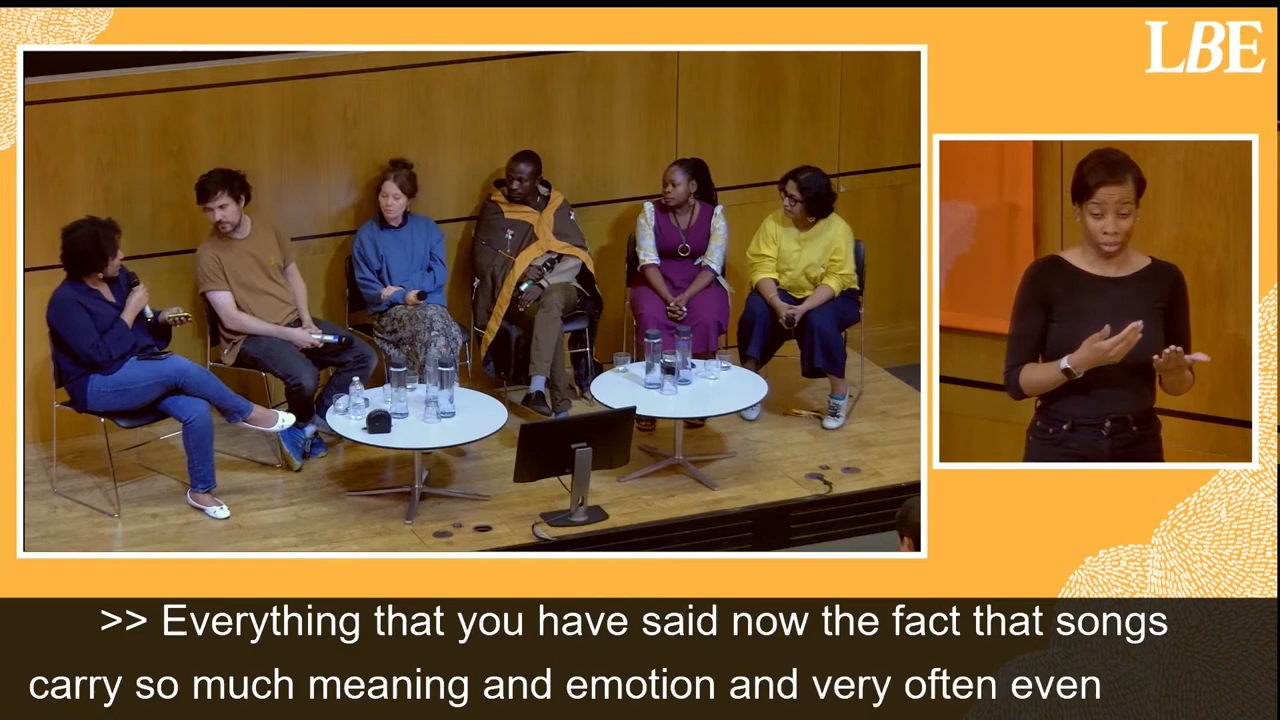 LBE
>> Everything that you have said now the fact that songs
carry so much meaning and emotion and very often even